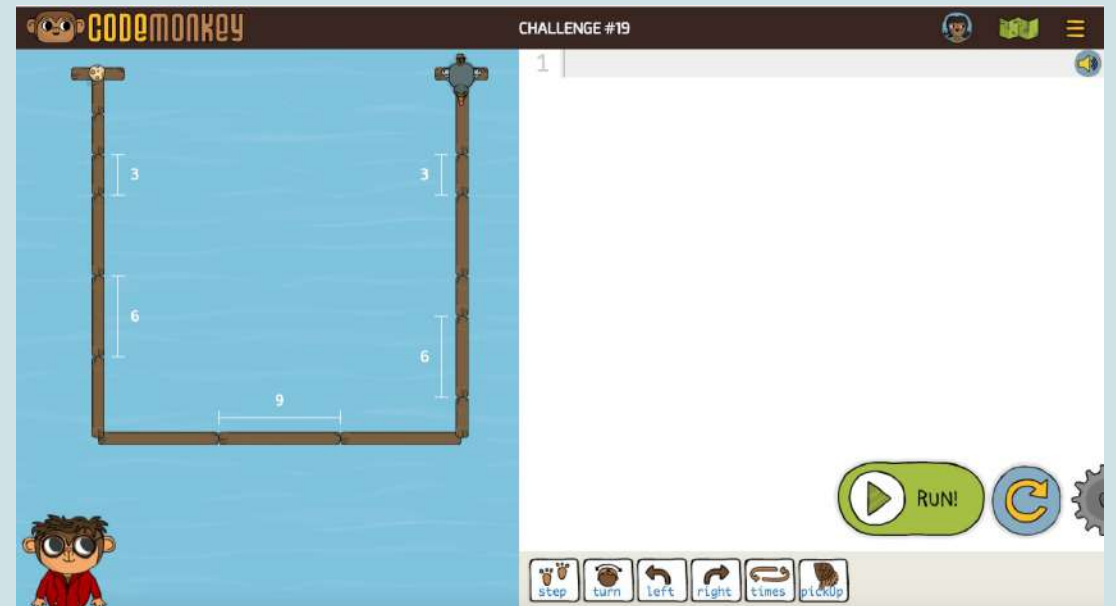 CODEMONKEY
CHALLENGE #19
1
3
3
6
6
9
RUN!
step
turn
left
right
times
pickUp